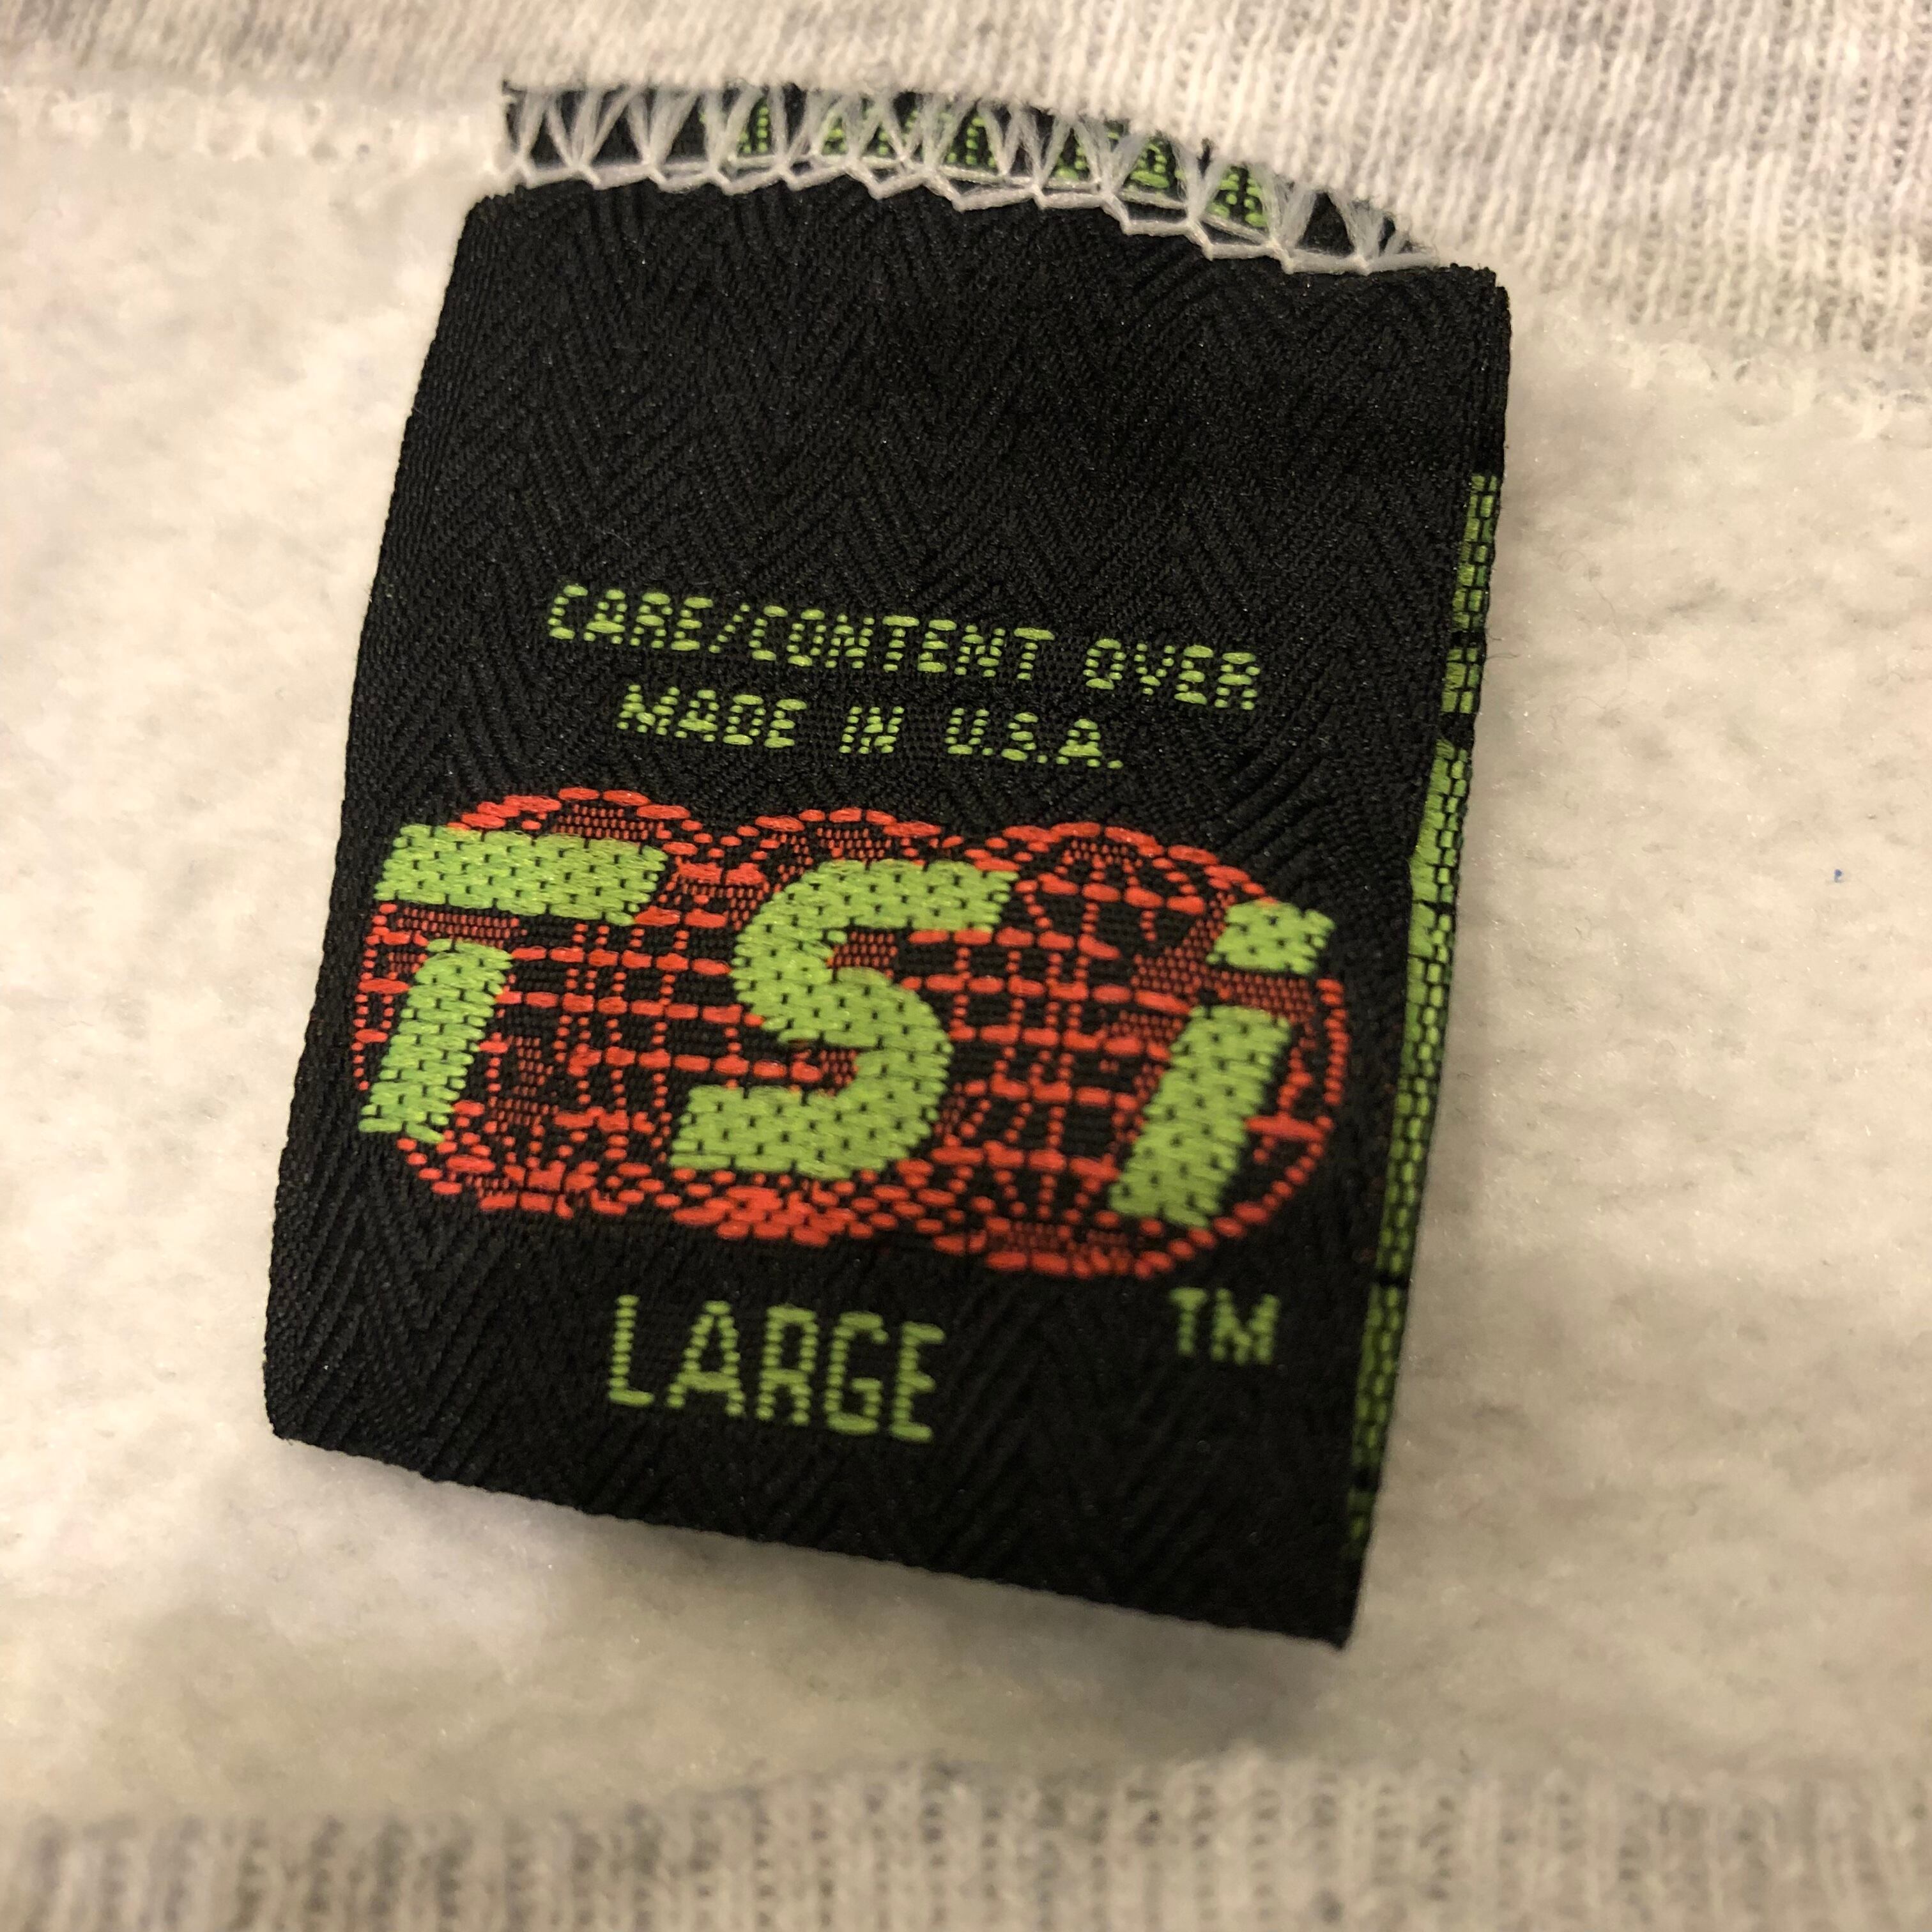 CARE/CONTENT OVER
MADE IN U.S.A.
TSI
TM
LARGE